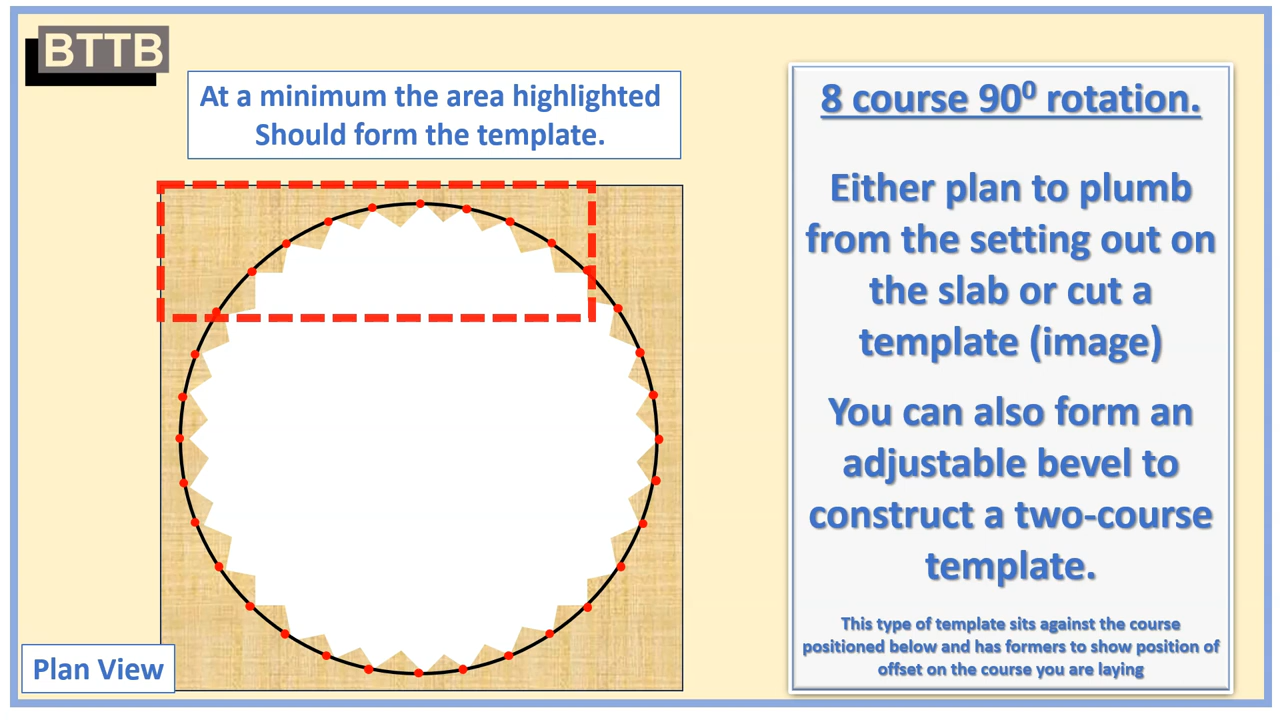 BTTB
At a minimum the area highlighted
Should form the template.
8 course 90⁰ rotation.
Either plan to plumb
from the setting out on
the slab or cut a
template (image)
You can also form an
adjustable bevel to
construct a two-course
template.
This type of template sits against the course
positioned below and has formers to show position of
offset on the course you are laying
Plan View